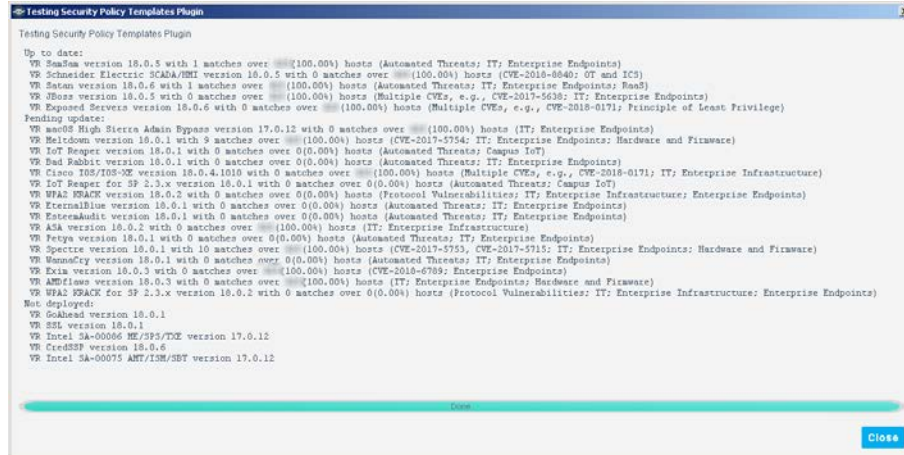 Testing Security Policy Templates Plugin
Testing Security Policy Templates Plugin
Up to date:
VR SamSam version 18.0.5 with 1 matches over (100.00%) hosts (Automated Threats; IT; Enterprise Endpoints)
VR Schneider Electric SCADA/HMI version 18.0.5 with 0 matches over (100.00%) hosts (CVE-2018-8840; OT and ICS)
VR Satan version 18.0.6 with 1 matches over (100.00%) hosts (Automated Threats; IT; Enterprise Endpoints; RaaS)
VR JBoss version 18.0.5 with 0 matches over (100.00%) hosts (Multiple CVEs, e.g., CVE-2017-5638; IT; Enterprise Endpoints)
VR Exposed Servers version 18.0.6 with 0 matches over (100.00%) hosts (Multiple CVEs, e.g., CVE-2018-0171; Principle of Least Privilege)
Pending update:
VR macOS High Sierra Admin Bypass version 17.0.12 with 0 matches over (100.00%) hosts (IT; Enterprise Endpoints)
VR Meltdown version 18.0.1 with 9 matches over (100.00%) hosts (CVE-2017-5754; IT; Enterprise Endpoints; Hardware and Firmware)
VR IoT Reaper version 18.0.1 with 0 matches over 0(0.00%) hosts (Automated Threats; Campus IoT)
VR Bad Rabbit version 18.0.1 with 0 matches over 0(0.00%) hosts (Automated Threats; IT; Enterprise Endpoints)
VR Cisco IOS/IOS-XE version 18.0.4.1010 with 0 matches over (100.00%) hosts (Multiple CVEs, e.g., CVE-2018-0171; IT; Enterprise Infrastructure)
VR IoT Reaper for SP 2.3.x version 18.0.1 with 0 matches over 0(0.00%) hosts (Automated Threats; Campus IoT)
VR WPA2 KRACK version 18.0.2 with 0 matches over 0(0.00%) hosts (Protocol Vulnerabilities; IT; Enterprise Infrastructure; Enterprise Endpoints)
VR EternalBlue version 18.0.1 with 0 matches over 0(0.00%) hosts (Automated Threats; IT; Enterprise Endpoints)
VR EsteemAudit version 18.0.1 with 0 matches over 0(0.00%) hosts (Automated Threats; IT; Enterprise Endpoints)
VR ASA version 18.0.2 with 0 matches over (100.00%) hosts (IT; Enterprise Infrastructure)
VR Petya version 18.0.1 with 0 matches over 0(0.00%) hosts (Automated Threats; IT; Enterprise Endpoints)
VR Spectre version 18.0.1 with 10 matches over (100.00%) hosts (CVE-2017-5753, CVE-2017-5715; IT; Enterprise Endpoints; Hardware and Firmware)
VR WannaCry version 18.0.1 with 0 matches over 0(0.00%) hosts (Automated Threats; IT; Enterprise Endpoints)
VR Exim version 18.0.3 with 0 matches over (100.00%) hosts (CVE-2018-6789; Enterprise Endpoints)
VR AMDflaws version 18.0.3 with 0 matches over (100.00%) hosts (IT; Enterprise Endpoints; Hardware and Firmware)
VR WPA2 KRACK for SP 2.3.x version 18.0.2 with 0 matches over 0(0.00%) hosts (Protocol Vulnerabilities; IT; Enterprise Infrastructure; Enterprise Endpoints)
Not deployed:
VR GoAhead version 18.0.1
VR SSL version 18.0.1
VR Intel SA-00086 ME/SPS/TXE version 17.0.12
VR CredSSP version 18.0.6
VR Intel SA-00075 AMT/ISM/SBT version 17.0.12
Done
Close